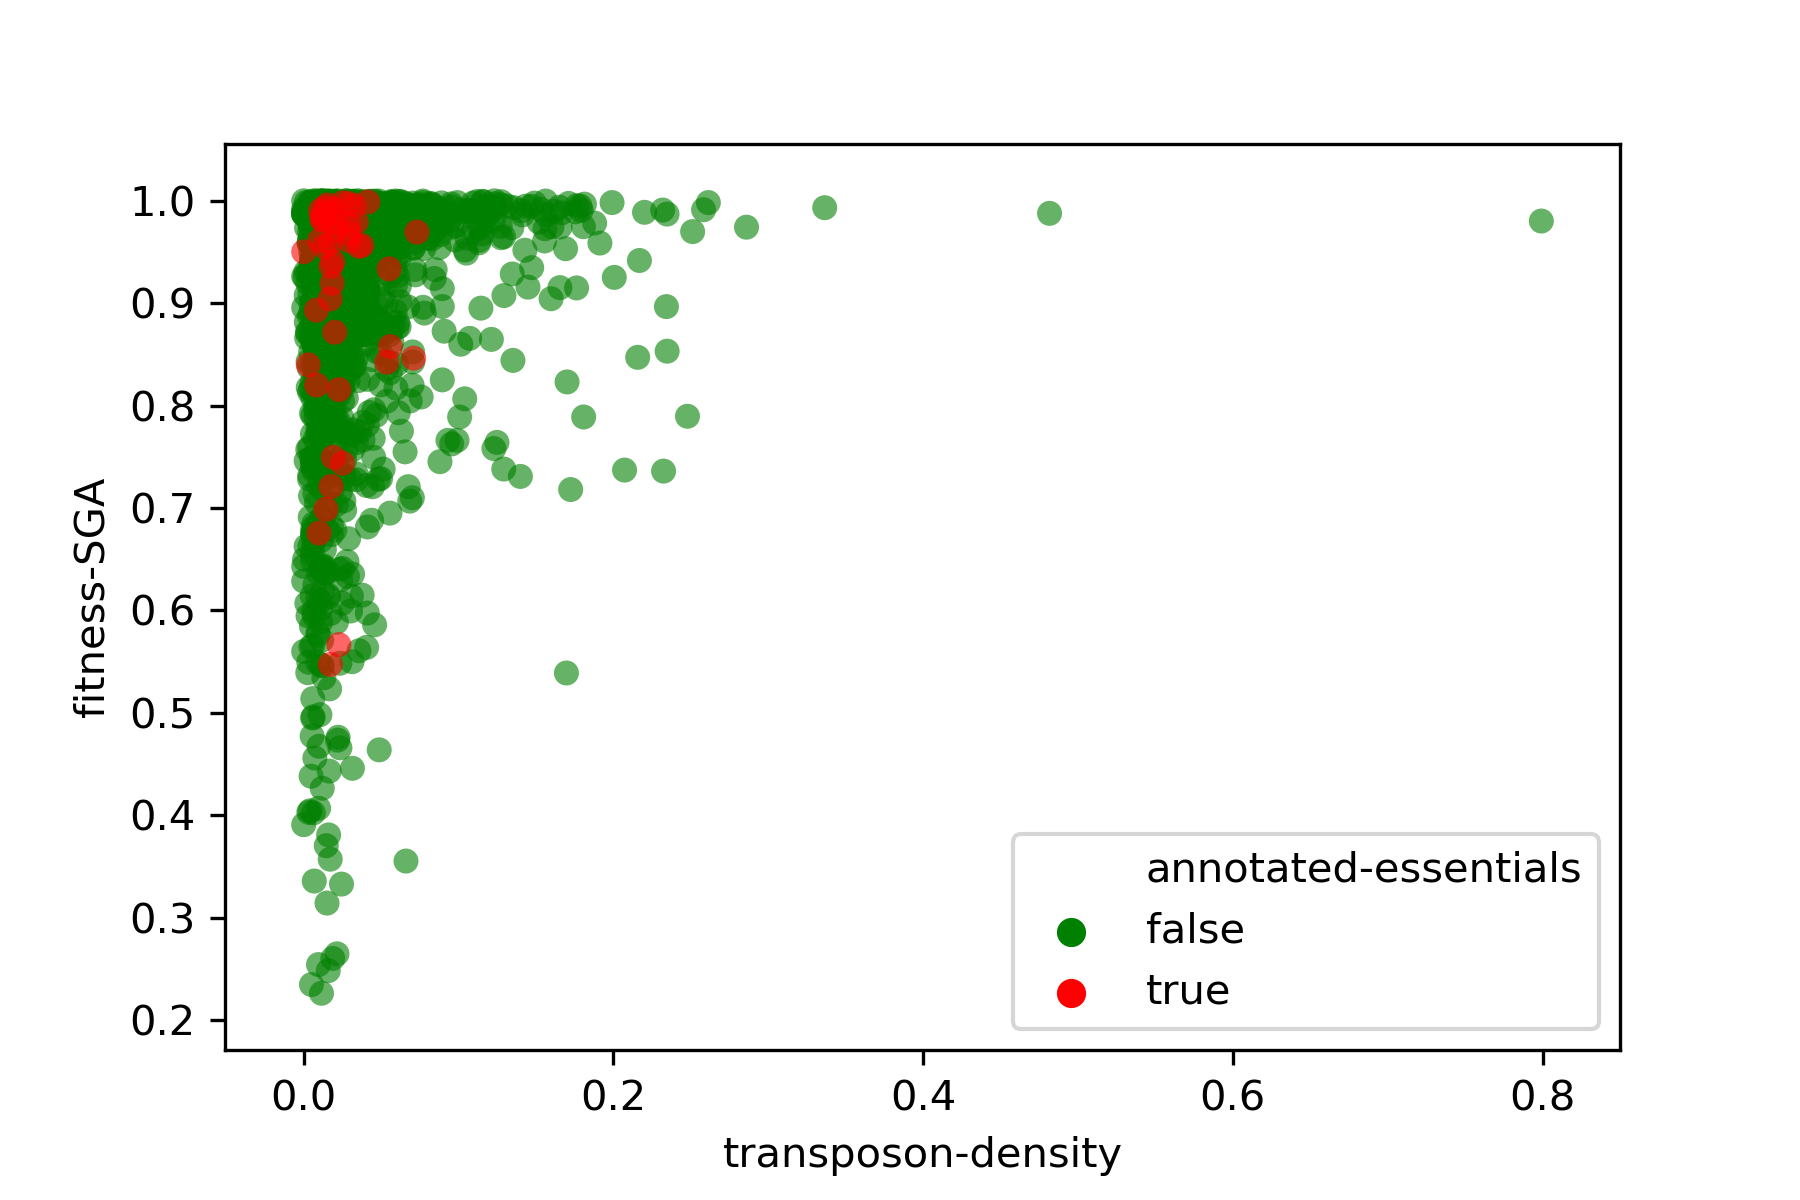 1.0
0.9
0.8
0.7
0.6
0.5
0.4
0.3
0.2
fitness-SGA
annotated-essentials
false
true
0.0 0.2 0.4 0.6 0.8
transposon-density